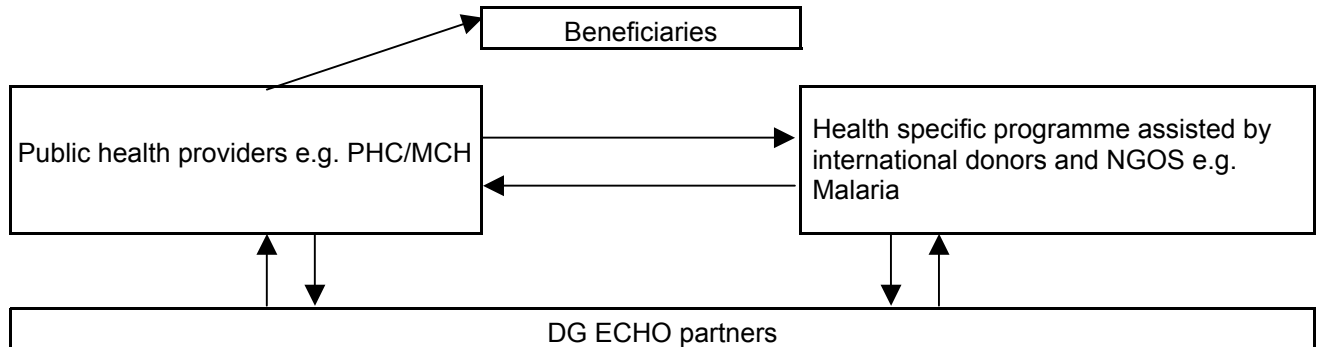 Beneficiaries
Public health providers e.g. PHC/MCH
Health specific programme assisted by
international donors and NGOS e.g.
Malaria
DG ECHO partners